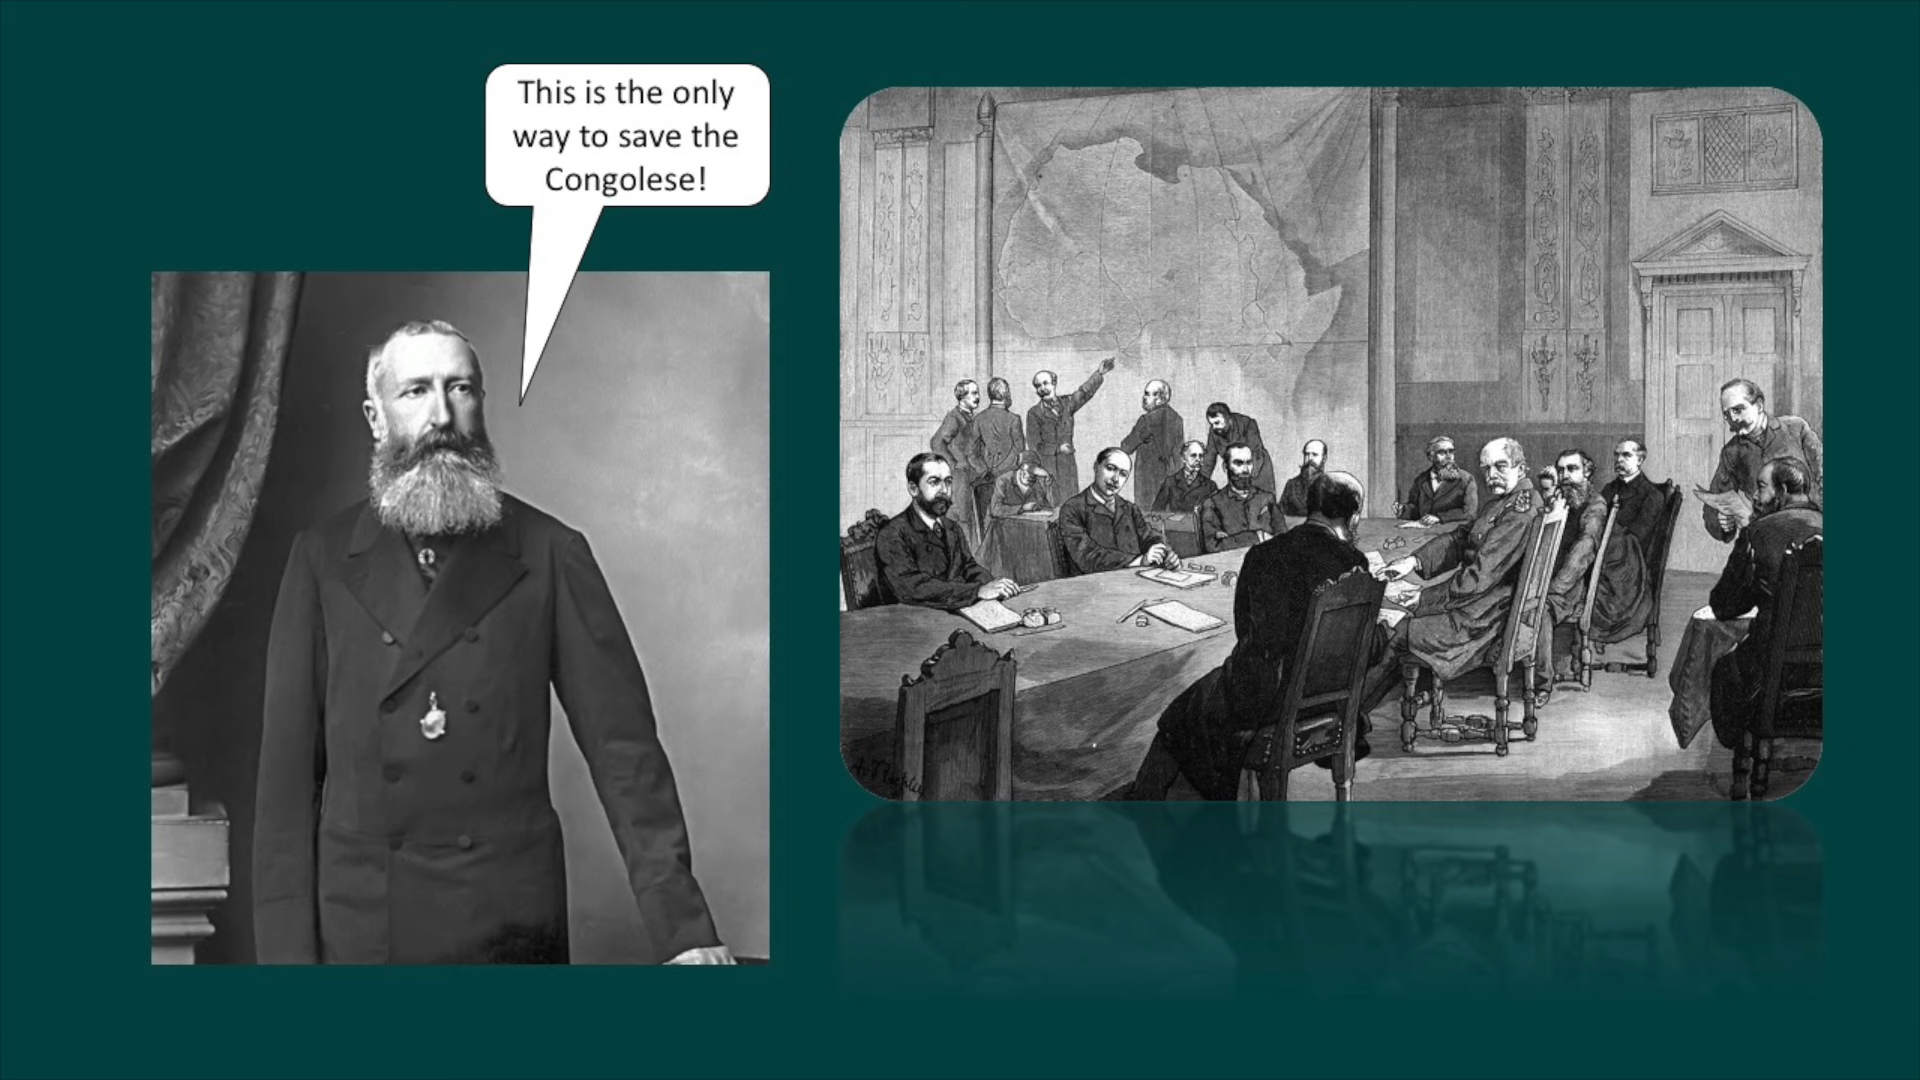 This is the only
way to save the
Congolese!